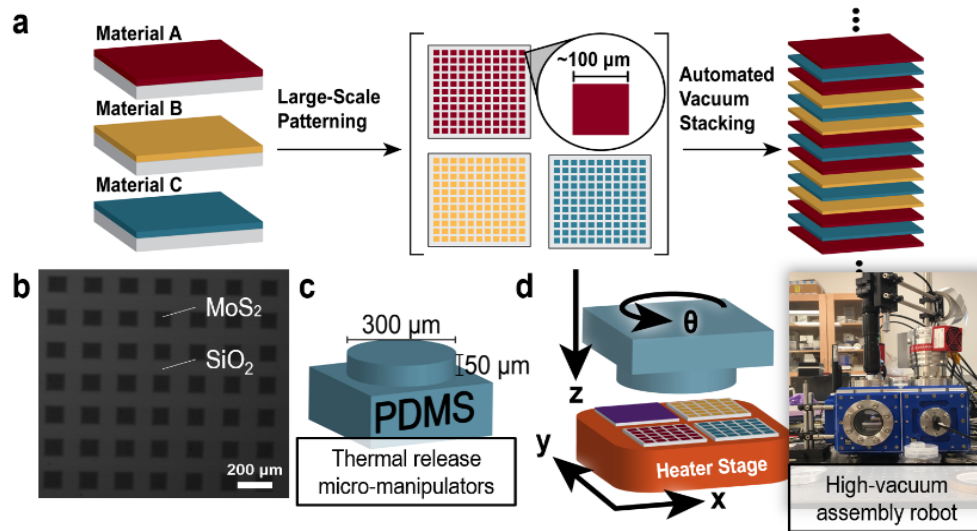 a
Material A
Material B
Material C
Large-Scale
Patterning
~100 µm
Automated
Vacuum
Stacking
b
MoS₂
SiO₂
200 µm
c
300 µm
50 µm
PDMS
Thermal release
micro-manipulators
d
θ
z
y
x
Heater Stage
High-vacuum
assembly robot